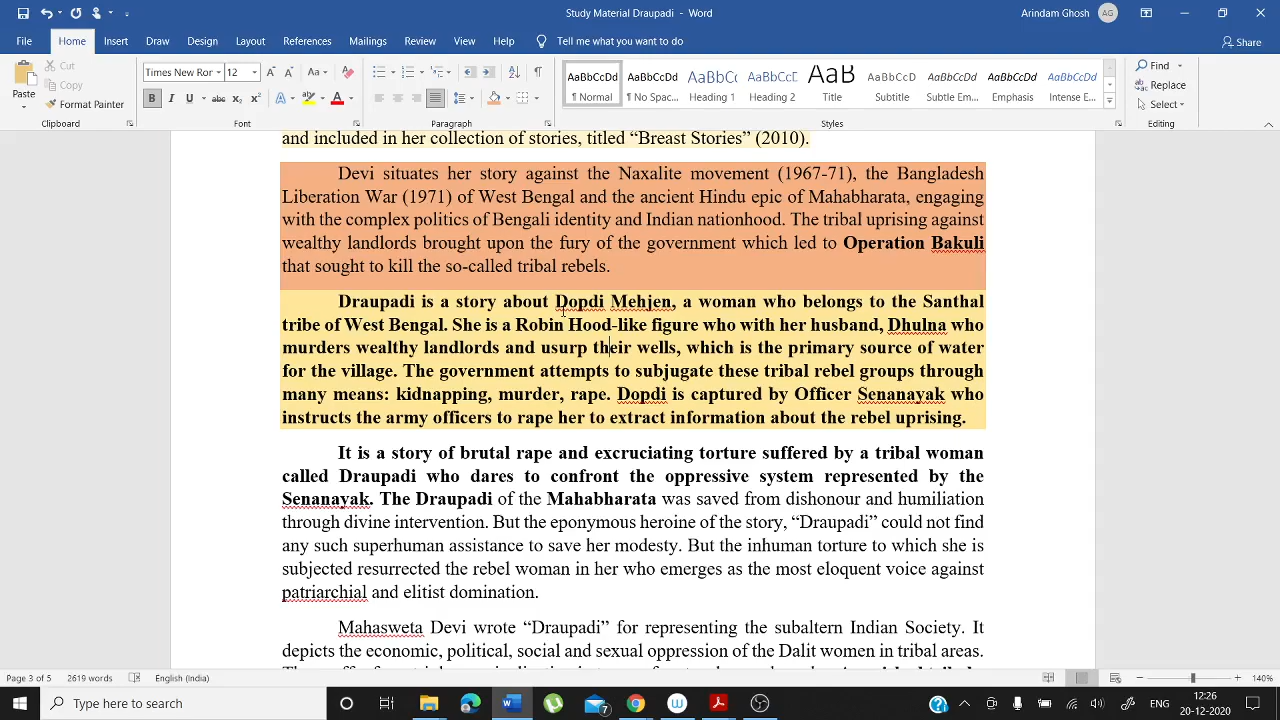 Study Material Draupadi - Word
Arindam Ghosh AG
File Home Insert Draw Design Layout References Mailings Review View Help Tell me what you want to do Share
Paste Cut Copy Format Painter
Times New Ror 12
Aa
B I U abc x₂ x² A A
AaBbCcDd AaBbCcDd AaBbCc AaBbCcD AaB AaBbCcD AaBbCcDd AaBbCcDd AaBbCcDd
¶ Normal ¶ No Spac... Heading 1 Heading 2 Title Subtitle Subtle Em... Emphasis Intense E...
Find Replace Select
Clipboard Font Paragraph Styles Editing
and included in her collection of stories, titled “Breast Stories” (2010).
Devi situates her story against the Naxalite movement (1967-71), the Bangladesh
Liberation War (1971) of West Bengal and the ancient Hindu epic of Mahabharata, engaging
with the complex politics of Bengali identity and Indian nationhood. The tribal uprising against
wealthy landlords brought upon the fury of the government which led to Operation Bakuli
that sought to kill the so-called tribal rebels.
Draupadi is a story about Dopdi Mehjen, a woman who belongs to the Santhal
tribe of West Bengal. She is a Robin Hood-like figure who with her husband, Dhulna who
murders wealthy landlords and usurp their wells, which is the primary source of water
for the village. The government attempts to subjugate these tribal rebel groups through
many means: kidnapping, murder, rape. Dopdi is captured by Officer Senanayak who
instructs the army officers to rape her to extract information about the rebel uprising.
It is a story of brutal rape and excruciating torture suffered by a tribal woman
called Draupadi who dares to confront the oppressive system represented by the
Senanayak. The Draupadi of the Mahabharata was saved from dishonour and humiliation
through divine intervention. But the eponymous heroine of the story, “Draupadi” could not find
any such superhuman assistance to save her modesty. But the inhuman torture to which she is
subjected resurrected the rebel woman in her who emerges as the most eloquent voice against
patriarchial and elitist domination.
Mahasweta Devi wrote “Draupadi” for representing the subaltern Indian Society. It
depicts the economic, political, social and sexual oppression of the Dalit women in tribal areas.
Page 3 of 5 2619 words English (India) 140%
Type here to search
7
ENG 12:26
20-12-2020